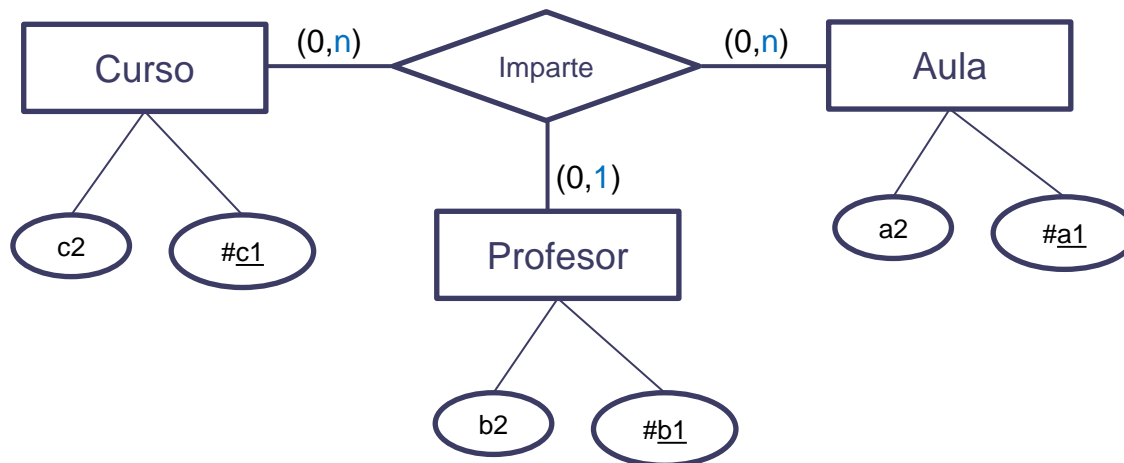 (0,n)
(0,n)
Curso
Imparte
Aula
(0,1)
c2
#c1
Profesor
a2
#a1
b2
#b1